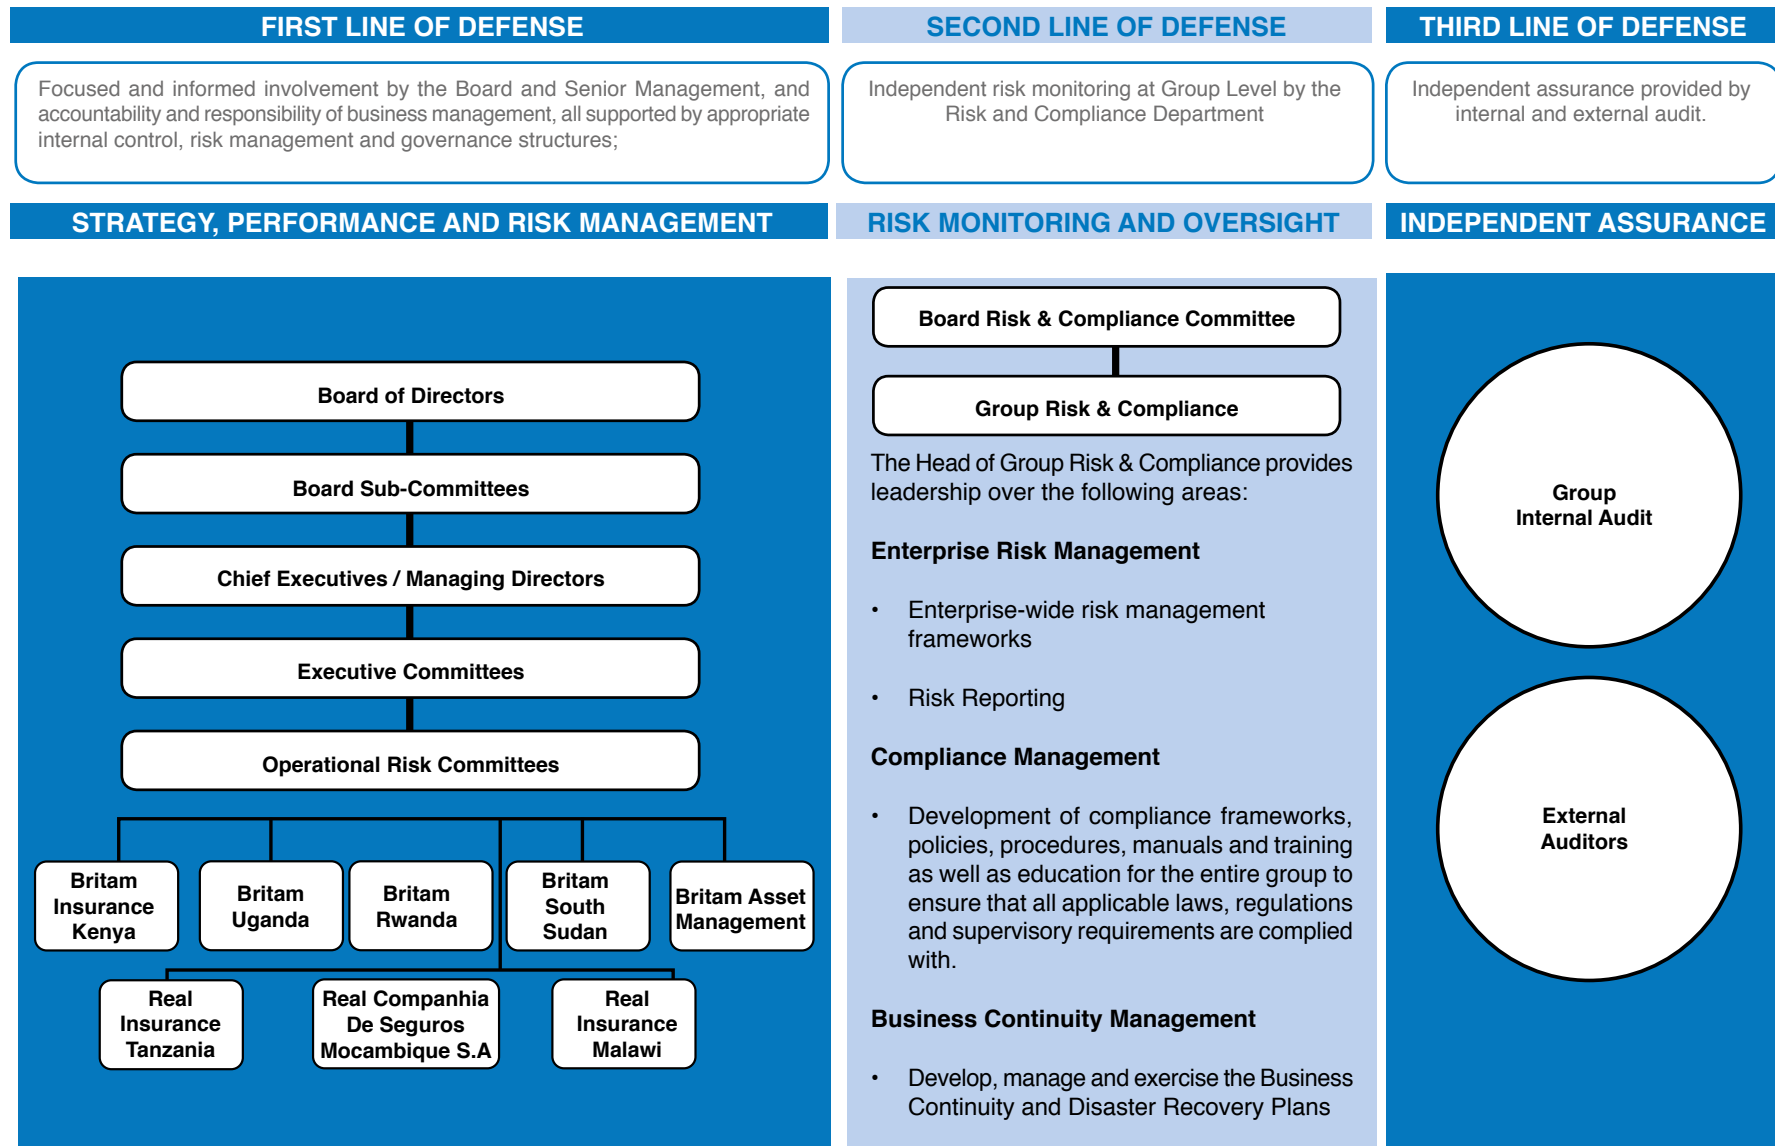 FIRST LINE OF DEFENSE
Focused and informed involvement by the Board and Senior Management, and
accountability and responsibility of business management, all supported by appropriate
internal control, risk management and governance structures;
STRATEGY, PERFORMANCE AND RISK MANAGEMENT
Board of Directors
Board Sub-Committees
Chief Executives / Managing Directors
Executive Committees
Operational Risk Committees
Britam
Insurance
Kenya
Britam
Uganda
Britam
Rwanda
Britam
South
Sudan
Britam Asset
Management
Real
Insurance
Tanzania
Real Companhia
De Seguros
Mocambique S.A
Real
Insurance
Malawi
SECOND LINE OF DEFENSE
Independent risk monitoring at Group Level by the
Risk and Compliance Department
RISK MONITORING AND OVERSIGHT
Board Risk & Compliance Committee
Group Risk & Compliance
The Head of Group Risk & Compliance provides
leadership over the following areas:
Enterprise Risk Management
• Enterprise-wide risk management
frameworks
• Risk Reporting
Compliance Management
• Development of compliance frameworks,
policies, procedures, manuals and training
as well as education for the entire group to
ensure that all applicable laws, regulations
and supervisory requirements are complied
with.
Business Continuity Management
• Develop, manage and exercise the Business
Continuity and Disaster Recovery Plans
THIRD LINE OF DEFENSE
Independent assurance provided by
internal and external audit.
INDEPENDENT ASSURANCE
Group
Internal Audit
External
Auditors